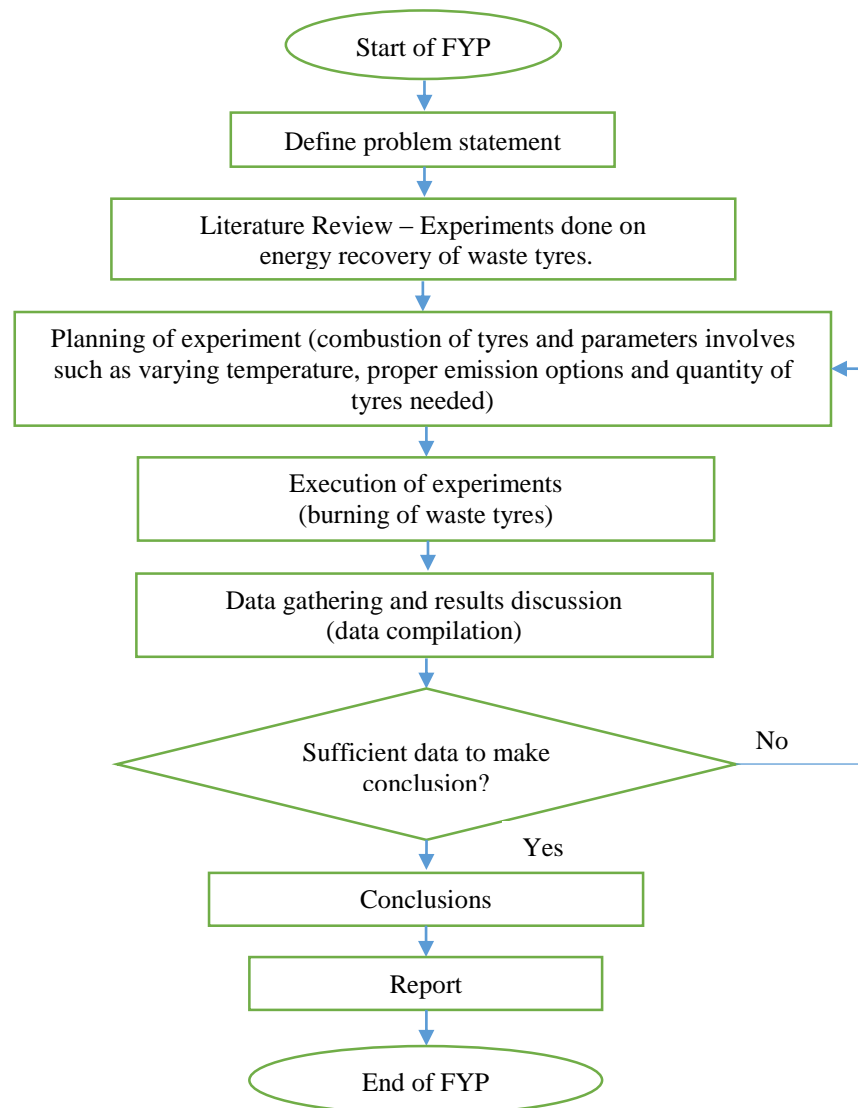 Start of FYP
Define problem statement
Literature Review – Experiments done on
energy recovery of waste tyres.
Planning of experiment (combustion of tyres and parameters involves
such as varying temperature, proper emission options and quantity of
tyres needed)
Execution of experiments
(burning of waste tyres)
Data gathering and results discussion
(data compilation)
Sufficient data to make
conclusion?
No
Yes
Conclusions
Report
End of FYP